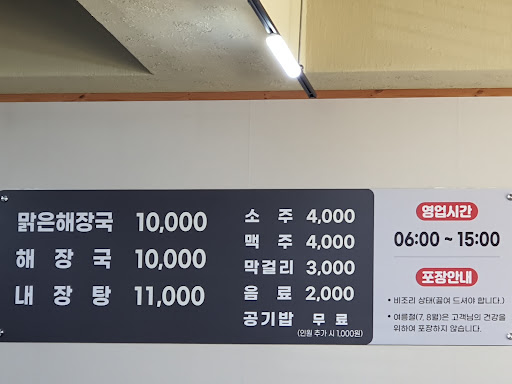 맑은해장국 10,000
해 장 국 10,000
내 장 탕 11,000
소 주 4,000
맥 주 4,000
막걸리 3,000
음 료 2,000
공기밥 무 료
(인원 추가 시 1,000원)
영업시간
06:00 ~ 15:00
포장안내
• 비조리 상태(끓여 드셔야 합니다.)
• 여름철(7, 8월)은 고객님의 건강을
위하여 포장하지 않습니다.